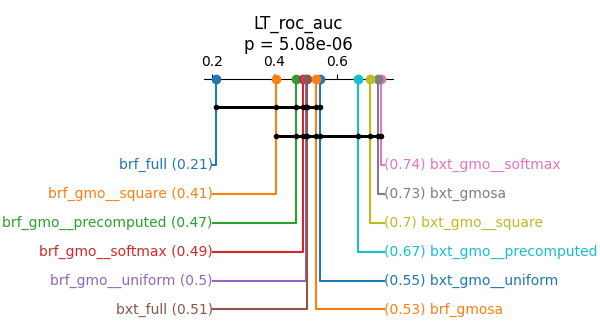 LT_roc_auc
p = 5.08e-06
0.2 0.4 0.6
brf_full (0.21) (0.74) bxt_gmo__softmax
brf_gmo__square (0.41) (0.73) bxt_gmosa
brf_gmo__precomputed (0.47) (0.7) bxt_gmo__square
brf_gmo__softmax (0.49) (0.67) bxt_gmo__precomputed
brf_gmo__uniform (0.5) (0.55) bxt_gmo__uniform
bxt_full (0.51) (0.53) brf_gmosa